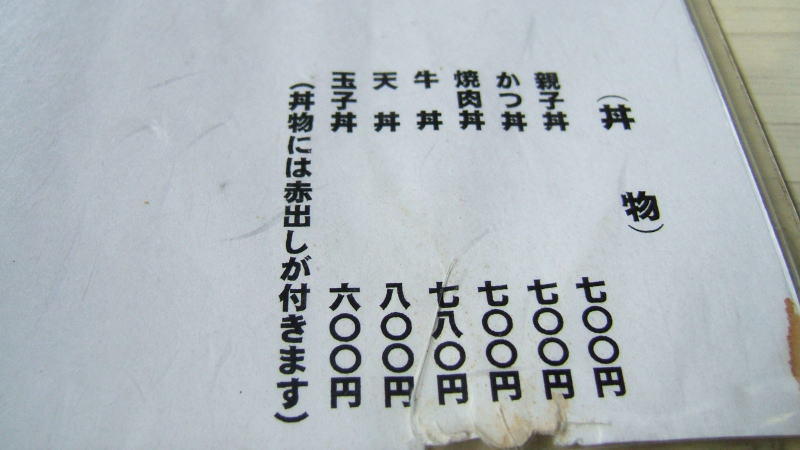 (丼物)
親子丼 七〇〇円
かつ丼 七〇〇円
焼肉丼 七〇〇円
牛丼 七八〇円
天丼 八〇〇円
玉子丼 六〇〇円
(丼物には赤出しが付きます)